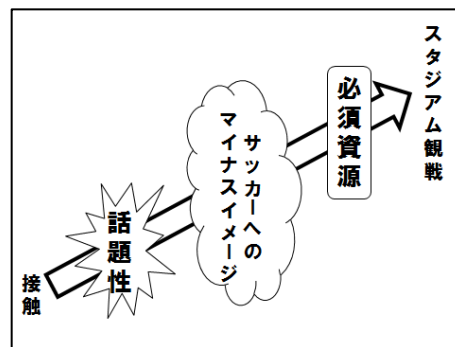 接触
話題性
サッカーへの
マイナスイメージ
必須資源
スタジアム観戦